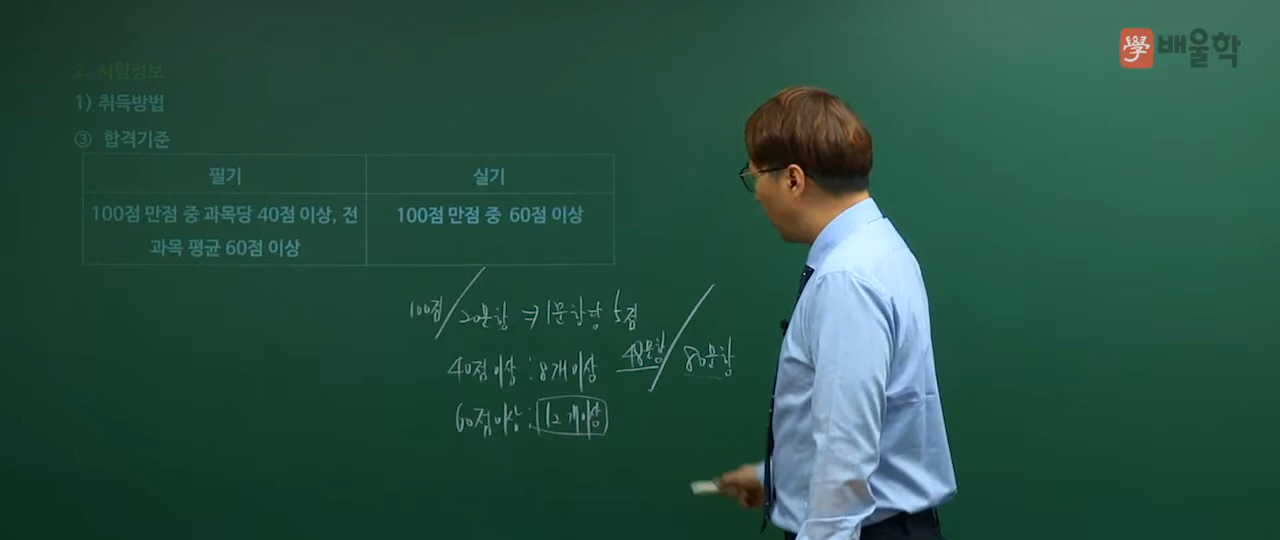 學 배울학
2. 시험정보
1) 취득방법
③ 합격기준
필기 실기
100점 만점 중 과목당 40점 이상, 전 100점 만점 중 60점 이상
과목 평균 60점 이상
100점 / 20문항 ⇒ 1문항당 5점
40점이상 : 8개이상 48문항 / 80문항
60점이상 : 12개이상